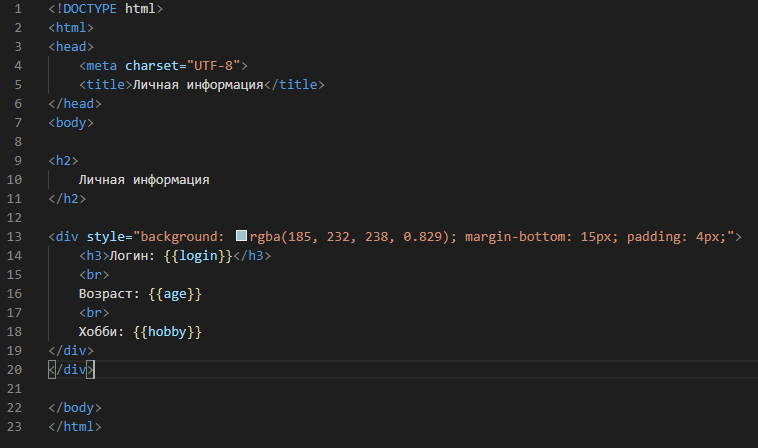 1 <!DOCTYPE html>
2 <html>
3 <head>
4     <meta charset="UTF-8">
5     <title>Личная информация</title>
6 </head>
7 <body>
8
9 <h2>
10     Личная информация
11 </h2>
12
13 <div style="background: rgba(185, 232, 238, 0.829); margin-bottom: 15px; padding: 4px;">
14     <h3>Логин: {{login}}</h3>
15     <br>
16     Возраст: {{age}}
17     <br>
18     Хобби: {{hobby}}
19 </div>
20 </div>
21
22 </body>
23 </html>